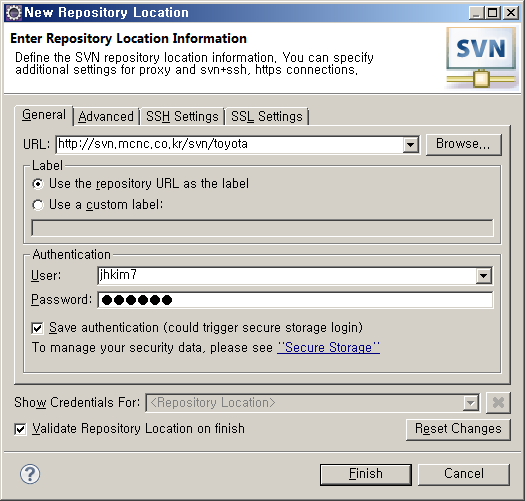 New Repository Location
Enter Repository Location Information
Define the SVN repository location information. You can specify
additional settings for proxy and svn+ssh, https connections.
SVN
General Advanced SSH Settings SSL Settings
URL: http://svn.mcnc.co.kr/svn/toyota Browse...
Label
Use the repository URL as the label
Use a custom label:
Authentication
User: jhkim7
Password: ●●●●●●
Save authentication (could trigger secure storage login)
To manage your security data, please see "Secure Storage"
Show Credentials For: <Repository Location>
Validate Repository Location on finish Reset Changes
? Finish Cancel